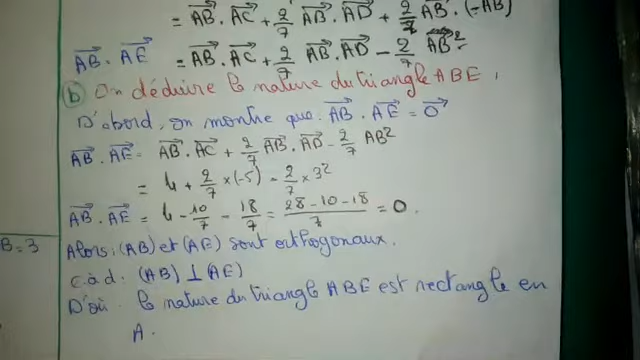 = AB⃗ . AC⃗ + 2/7 AB⃗ . AD⃗ + 2/7 AB⃗ . (-AB⃗)
AB⃗ . AE⃗ = AB⃗ . AC⃗ + 2/7 AB⃗ . AD⃗ - 2/7 AB⃗²
b) On déduire la nature du triangle ABE,
D'abord, on montre que AB⃗ . AE⃗ = 0⃗
AB⃗ . AE⃗ = AB⃗ . AC⃗ + 2/7 AB⃗ . AD⃗ - 2/7 AB²
= 4 + 2/7 × (-5) - 2/7 × 3²
AB⃗ . AE⃗ = 4 - 10/7 - 18/7 = (28 - 10 - 18)/7 = 0.
B = 3
Alors : (AB) et (AE) sont orthogonaux.
c.à.d. (AB) ⊥ (AE)
D'où . la nature du triangle ABE est rectangle en
A.